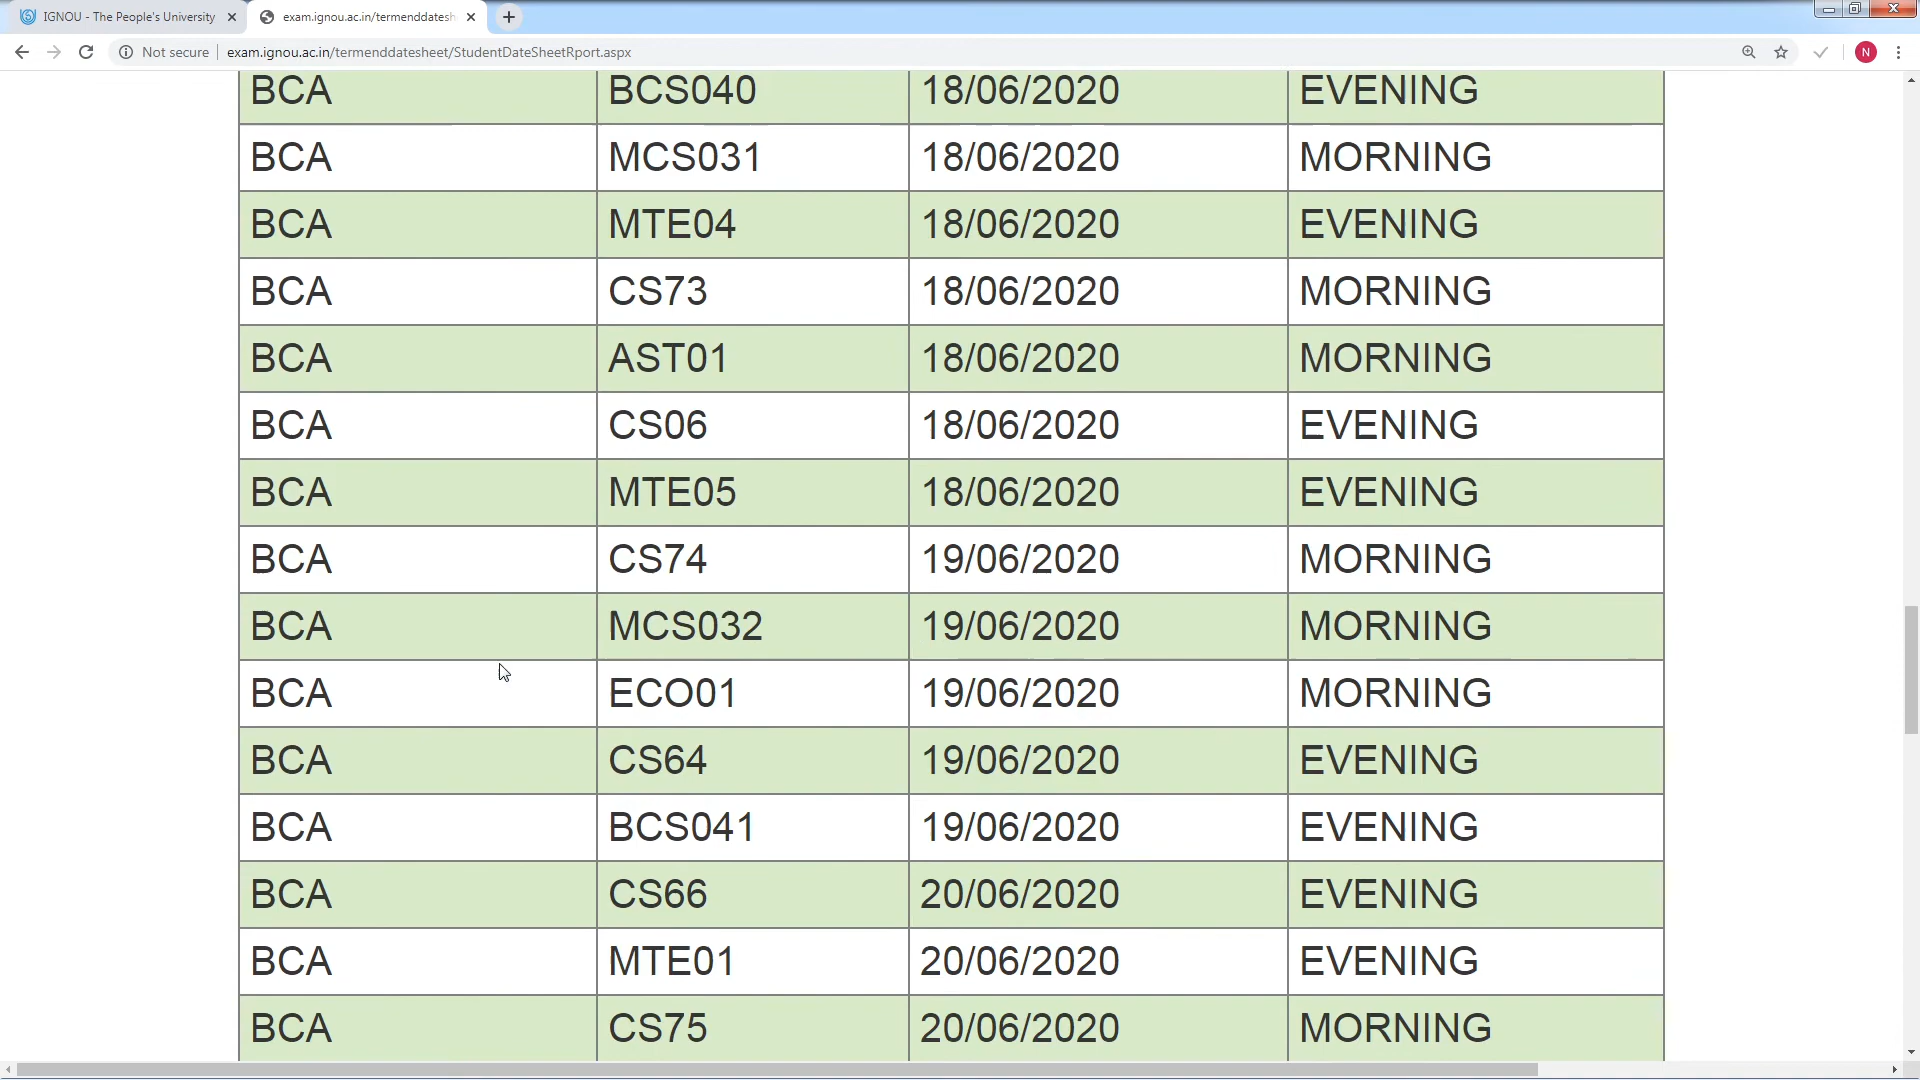 IGNOU - The People's University
exam.ignou.ac.in/termenddatesh
Not secure
exam.ignou.ac.in/termenddatesheet/StudentDateSheetRport.aspx
N
BCA BCS040 18/06/2020 EVENING
BCA MCS031 18/06/2020 MORNING
BCA MTE04 18/06/2020 EVENING
BCA CS73 18/06/2020 MORNING
BCA AST01 18/06/2020 MORNING
BCA CS06 18/06/2020 EVENING
BCA MTE05 18/06/2020 EVENING
BCA CS74 19/06/2020 MORNING
BCA MCS032 19/06/2020 MORNING
BCA ECO01 19/06/2020 MORNING
BCA CS64 19/06/2020 EVENING
BCA BCS041 19/06/2020 EVENING
BCA CS66 20/06/2020 EVENING
BCA MTE01 20/06/2020 EVENING
BCA CS75 20/06/2020 MORNING